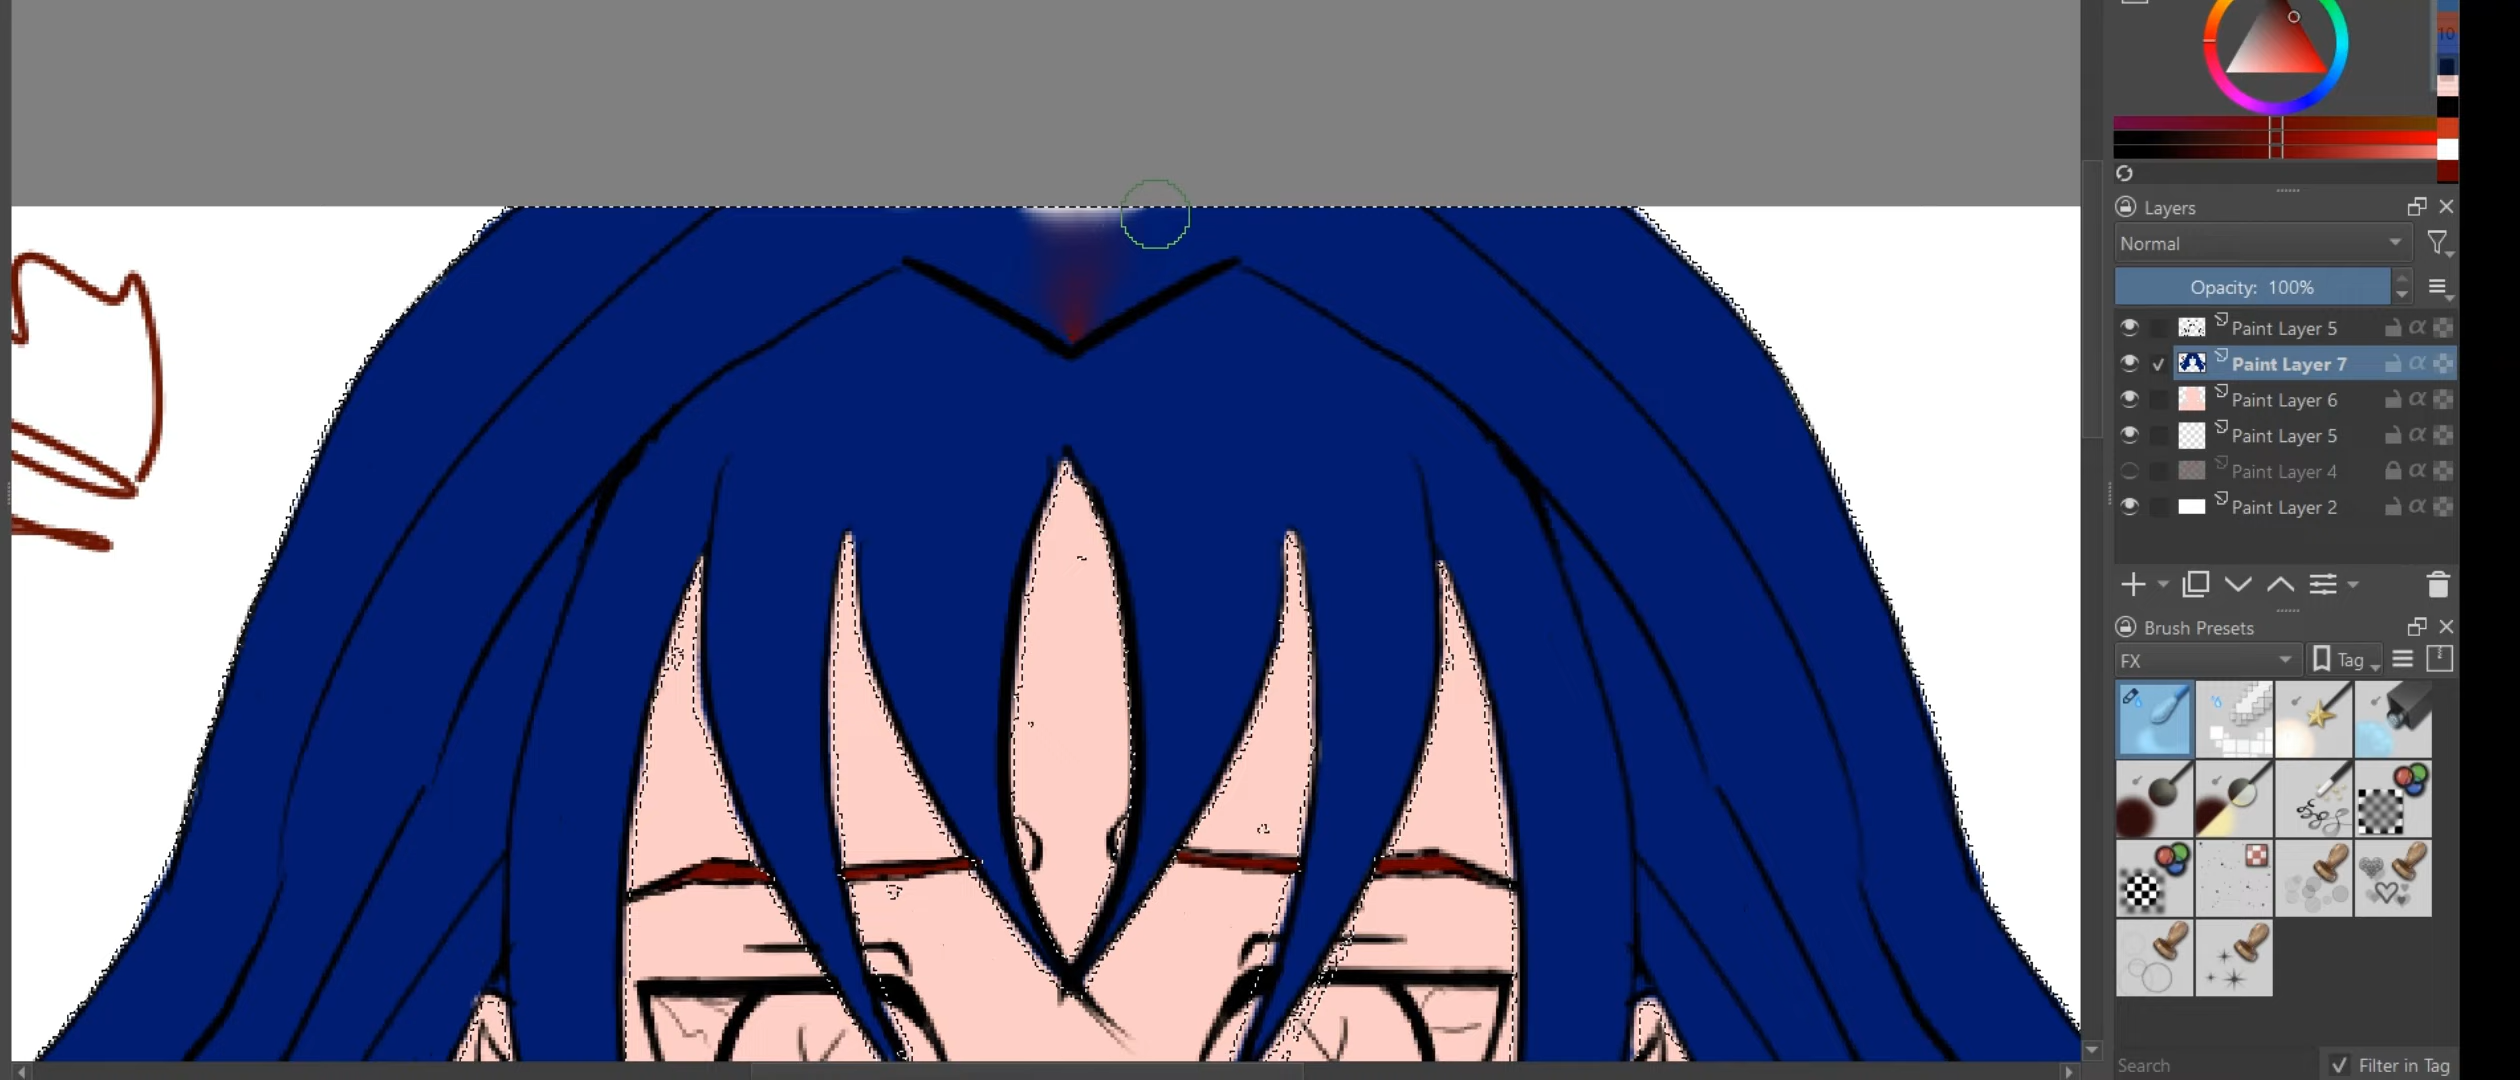 10
Layers
Normal
Opacity: 100%
Paint Layer 5
Paint Layer 7
Paint Layer 6
Paint Layer 5
Paint Layer 4
Paint Layer 2
Brush Presets
FX
Tag
Search
Filter in Tag